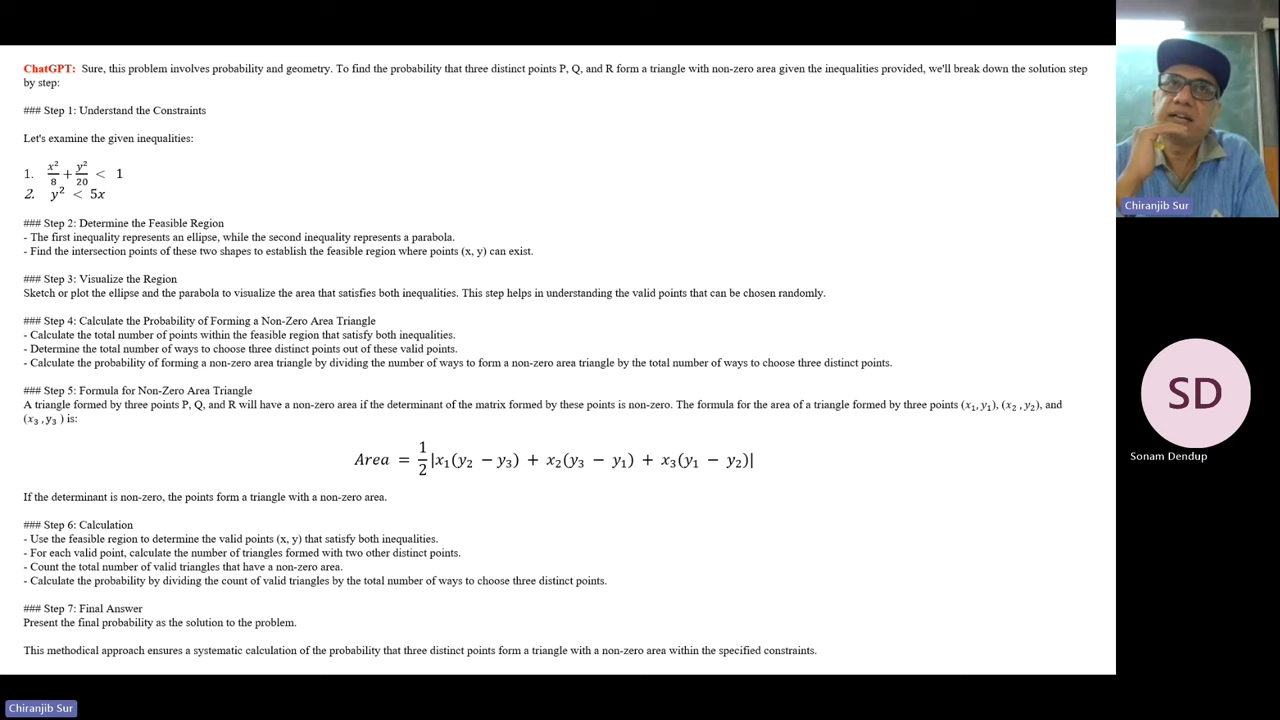 ChatGPT: Sure, this problem involves probability and geometry. To find the probability that three distinct points P, Q, and R form a triangle with non-zero area given the inequalities provided, we'll break down the solution step
by step:
### Step 1: Understand the Constraints
Let's examine the given inequalities:
1. x²/8 + y²/20 < 1
2. y² < 5x
### Step 2: Determine the Feasible Region
- The first inequality represents an ellipse, while the second inequality represents a parabola.
- Find the intersection points of these two shapes to establish the feasible region where points (x, y) can exist.
### Step 3: Visualize the Region
Sketch or plot the ellipse and the parabola to visualize the area that satisfies both inequalities. This step helps in understanding the valid points that can be chosen randomly.
### Step 4: Calculate the Probability of Forming a Non-Zero Area Triangle
- Calculate the total number of points within the feasible region that satisfy both inequalities.
- Determine the total number of ways to choose three distinct points out of these valid points.
- Calculate the probability of forming a non-zero area triangle by dividing the number of ways to form a non-zero area triangle by the total number of ways to choose three distinct points.
### Step 5: Formula for Non-Zero Area Triangle
A triangle formed by three points P, Q, and R will have a non-zero area if the determinant of the matrix formed by these points is non-zero. The formula for the area of a triangle formed by three points (x₁, y₁), (x₂ , y₂), and
(x₃ , y₃ ) is:
Area = 1/2 |x₁(y₂ − y₃) + x₂(y₃ − y₁) + x₃(y₁ − y₂)|
If the determinant is non-zero, the points form a triangle with a non-zero area.
### Step 6: Calculation
- Use the feasible region to determine the valid points (x, y) that satisfy both inequalities.
- For each valid point, calculate the number of triangles formed with two other distinct points.
- Count the total number of valid triangles that have a non-zero area.
- Calculate the probability by dividing the count of valid triangles by the total number of ways to choose three distinct points.
### Step 7: Final Answer
Present the final probability as the solution to the problem.
This methodical approach ensures a systematic calculation of the probability that three distinct points form a triangle with a non-zero area within the specified constraints.
Chiranjib Sur
SD
Sonam Dendup
Chiranjib Sur